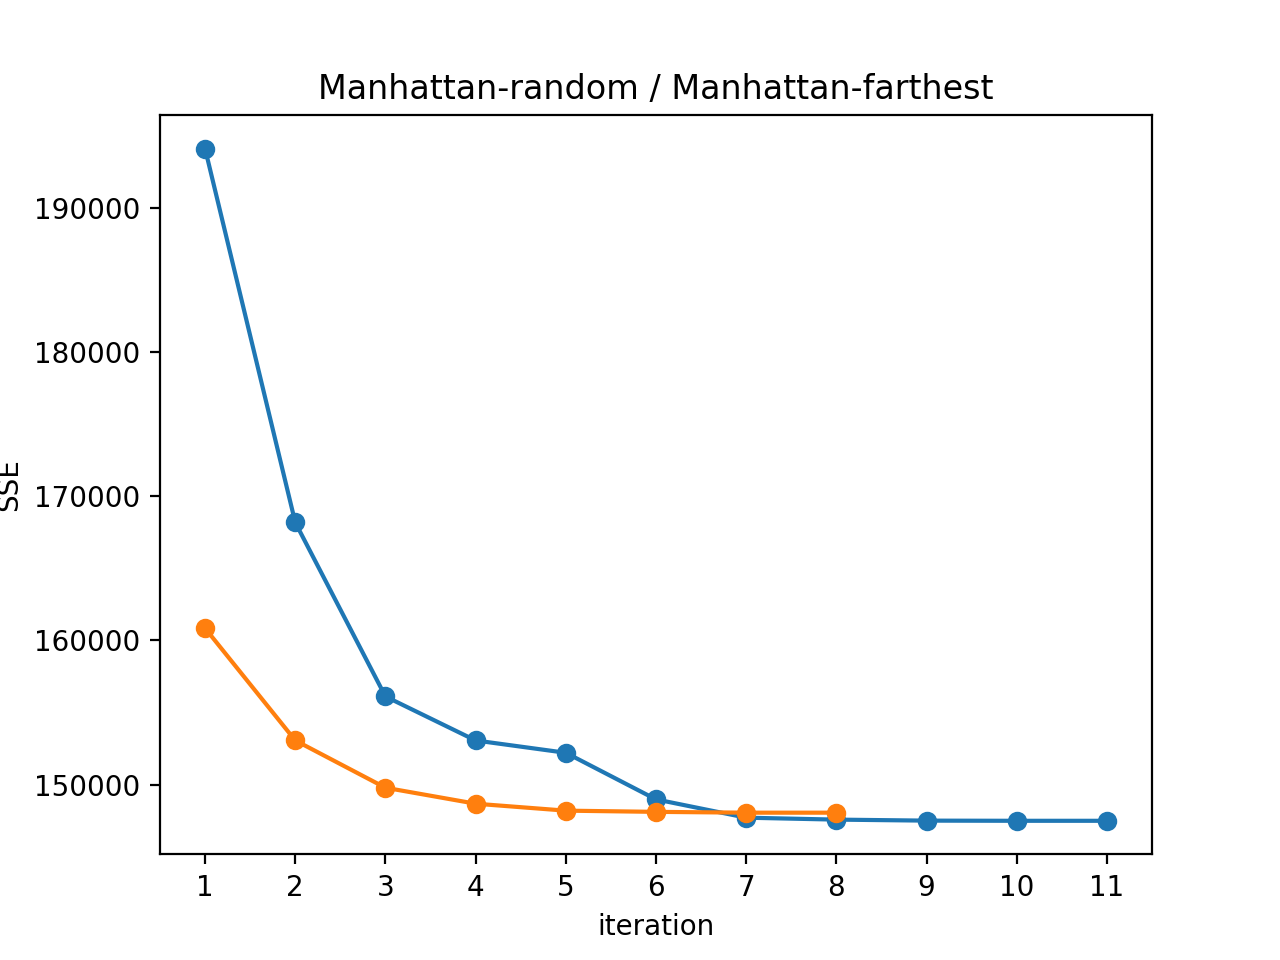 Manhattan-random / Manhattan-farthest
190000
180000
170000
160000
150000
SSE
1 2 3 4 5 6 7 8 9 10 11
iteration